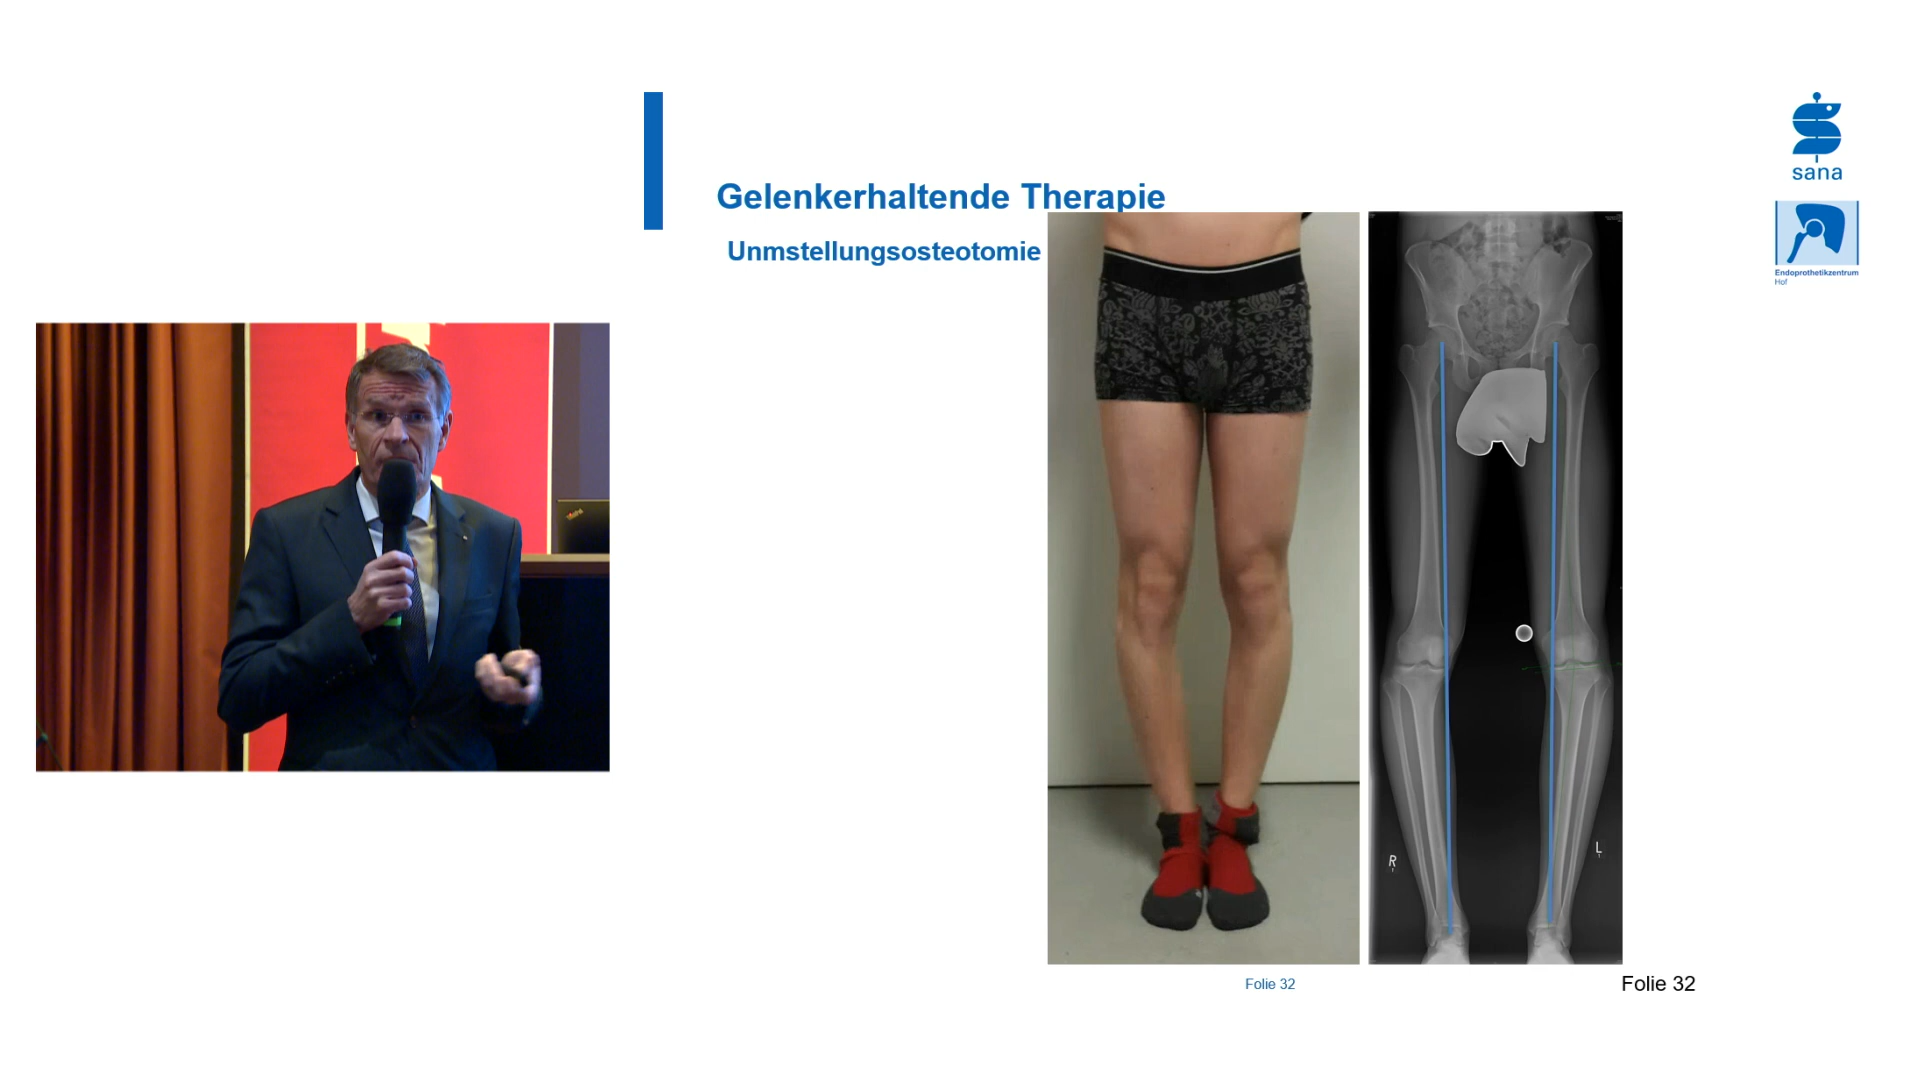 Gelenkerhaltende Therapie
Unmstellungsosteotomie
sana
Endoprothetikzentrum
Hof
R
L
Folie 32
Folie 32